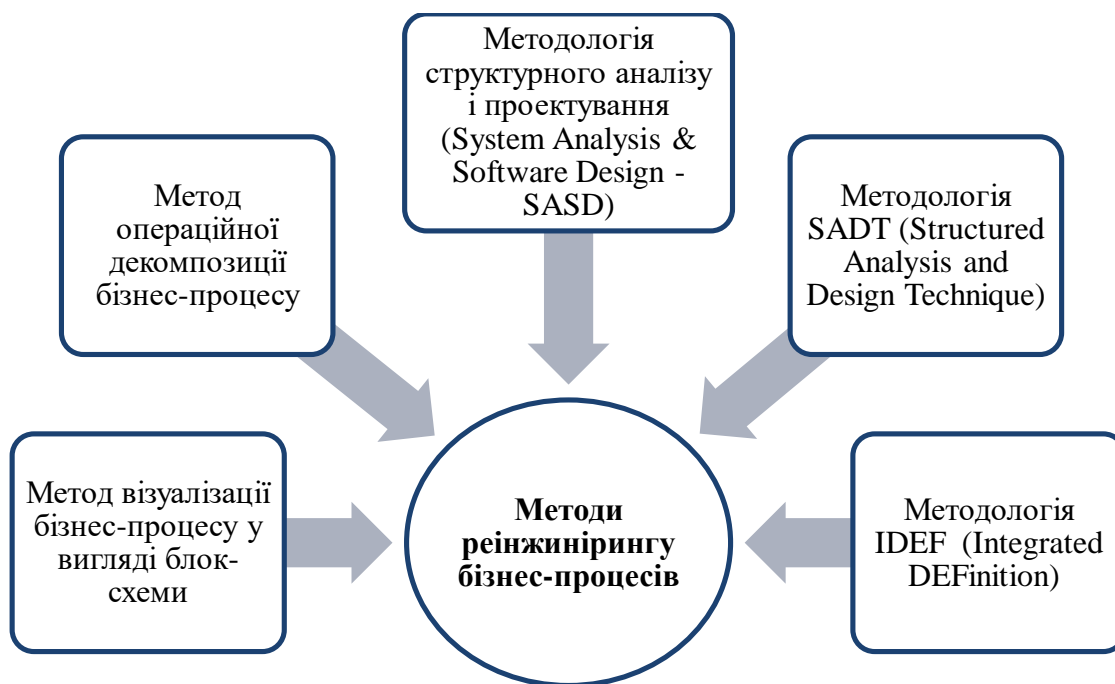 Методологія
структурного аналізу
і проектування
(System Analysis &
Software Design -
SASD)
Метод
операційної
декомпозиції
бізнес-процесу
Методологія
SADT (Structured
Analysis and
Design Technique)
Метод візуалізації
бізнес-процесу у
вигляді блок-
схеми
Методи
реінжинірингу
бізнес-процесів
Методологія
IDEF (Integrated
DEFinition)